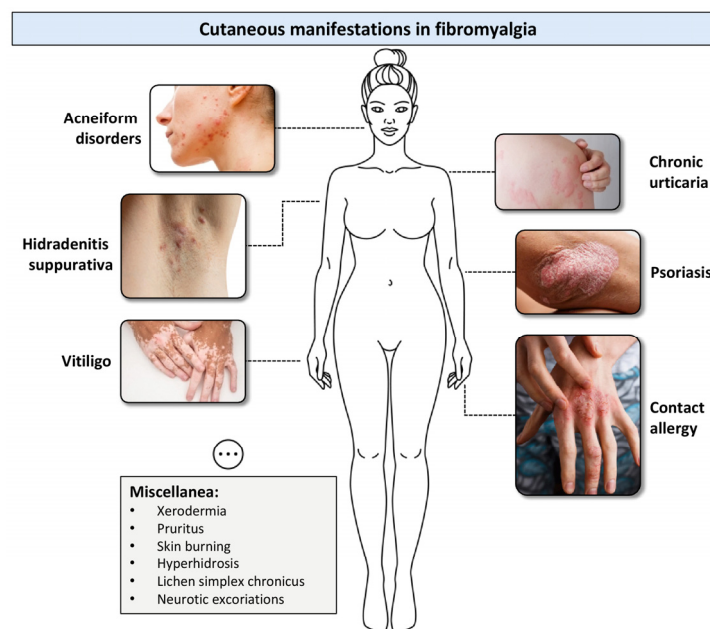 Cutaneous manifestations in fibromyalgia
Acneiform
disorders
Chronic
urticaria
Hidradenitis
suppurativa
Psoriasis
Vitiligo
Contact
allergy
Miscellanea:
• Xerodermia
• Pruritus
• Skin burning
• Hyperhidrosis
• Lichen simplex chronicus
• Neurotic excoriations